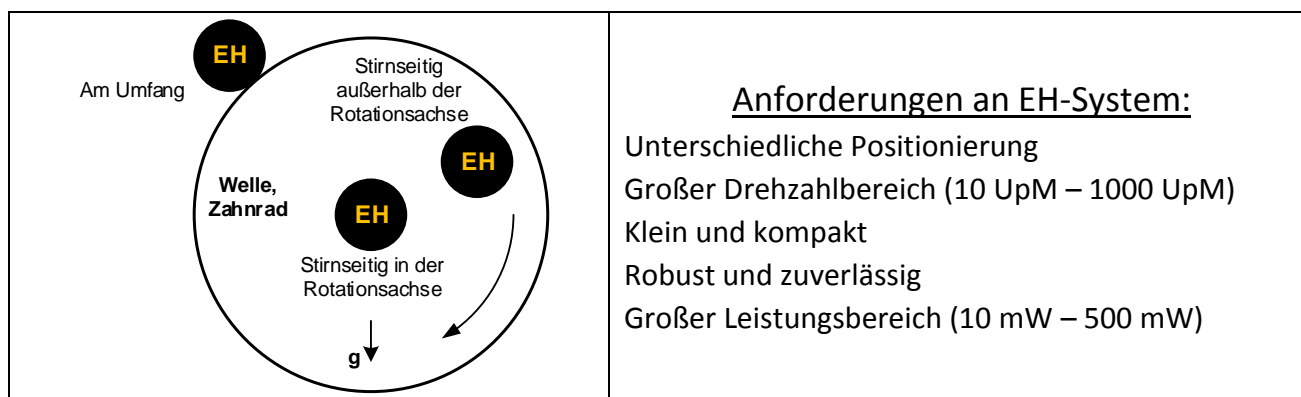 EH
Am Umfang
Stirnseitig
außerhalb der
Rotationsachse
EH
Welle,
Zahnrad
EH
Stirnseitig in der
Rotationsachse
g
Anforderungen an EH-System:
Unterschiedliche Positionierung
Großer Drehzahlbereich (10 UpM – 1000 UpM)
Klein und kompakt
Robust und zuverlässig
Großer Leistungsbereich (10 mW – 500 mW)